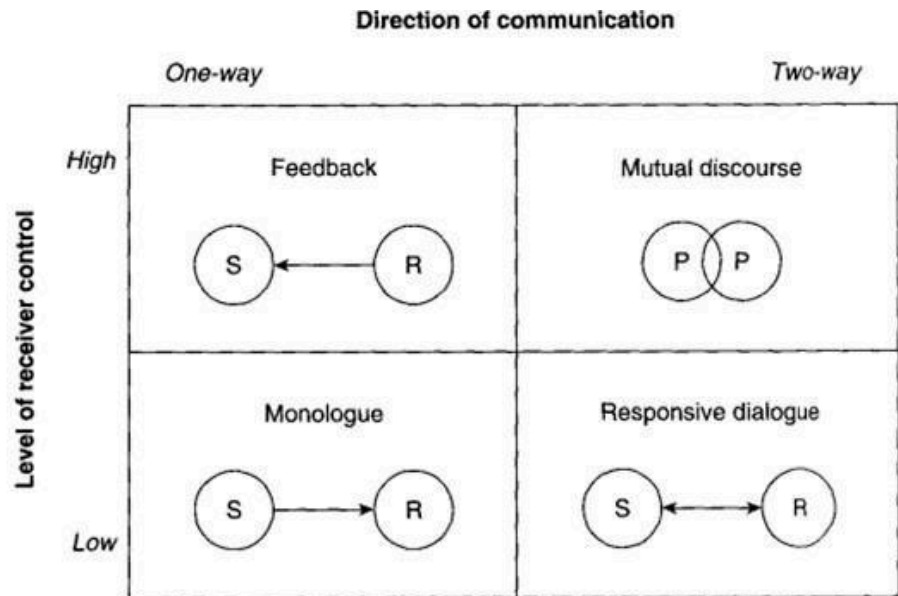 Direction of communication
One-way
Two-way
High
Feedback
Mutual discourse
S
R
P
P
Level of receiver control
Monologue
Responsive dialogue
S
R
S
R
Low